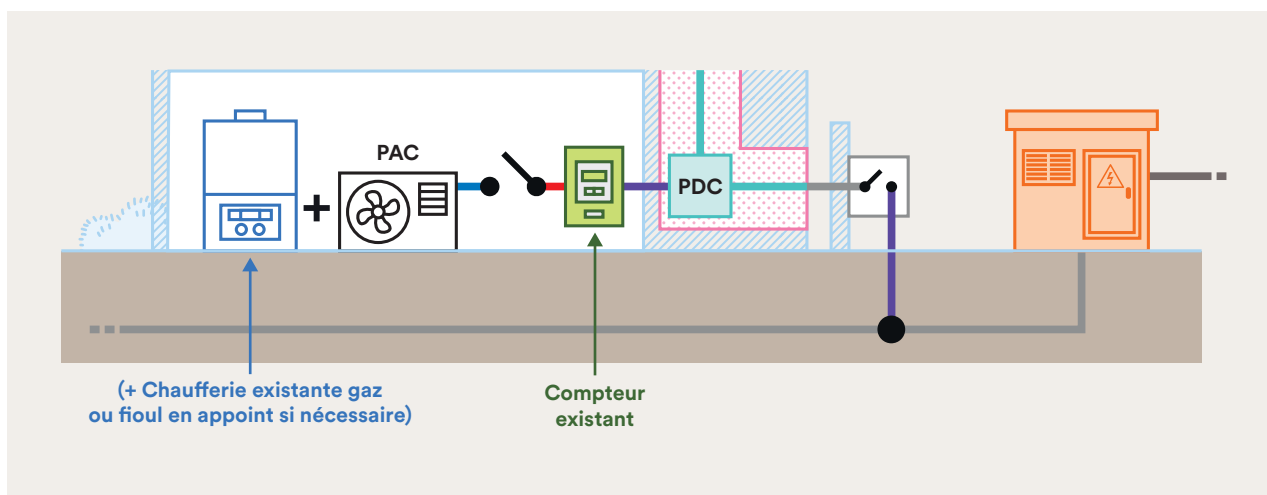 PAC
+
PDC
(+ Chaufferie existante gaz
ou fioul en appoint si nécessaire)
Compteur
existant